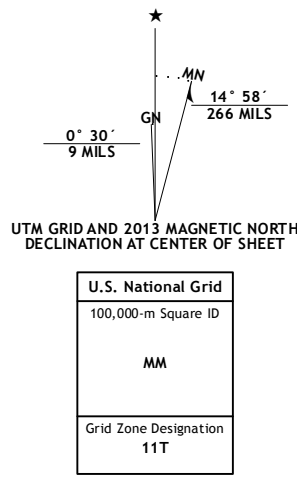 ★
MN
GN
14° 58´
266 MILS
0° 30´
9 MILS
UTM GRID AND 2013 MAGNETIC NORTH
DECLINATION AT CENTER OF SHEET
U.S. National Grid
100,000-m Square ID
MM
Grid Zone Designation
11T